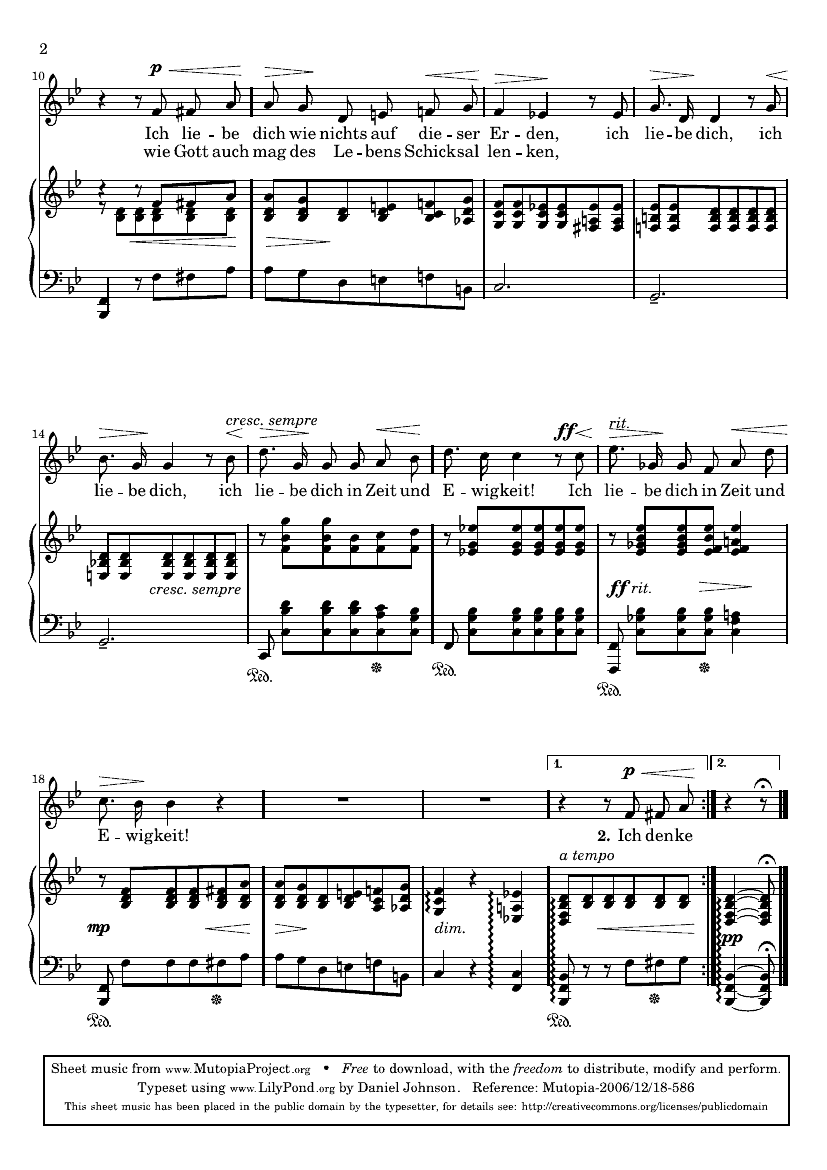 2
10
p
Ich lie - be dich wie nichts auf die - ser Er - den, ich lie - be dich, ich
wie Gott auch mag des Le - bens Schicksal len - ken,
14
cresc. sempre
ff
rit.
lie - be dich, ich lie - be dich in Zeit und E - wigkeit! Ich lie - be dich in Zeit und
cresc. sempre
ff rit.
Ped. Ped. Ped.
18
1. 2.
p
E - wigkeit! 2. Ich denke
a tempo
mp
dim.
pp
Ped. Ped.
Sheet music from www.MutopiaProject.org • Free to download, with the freedom to distribute, modify and perform.
Typeset using www.LilyPond.org by Daniel Johnson. Reference: Mutopia-2006/12/18-586
This sheet music has been placed in the public domain by the typesetter, for details see: http://creativecommons.org/licenses/publicdomain